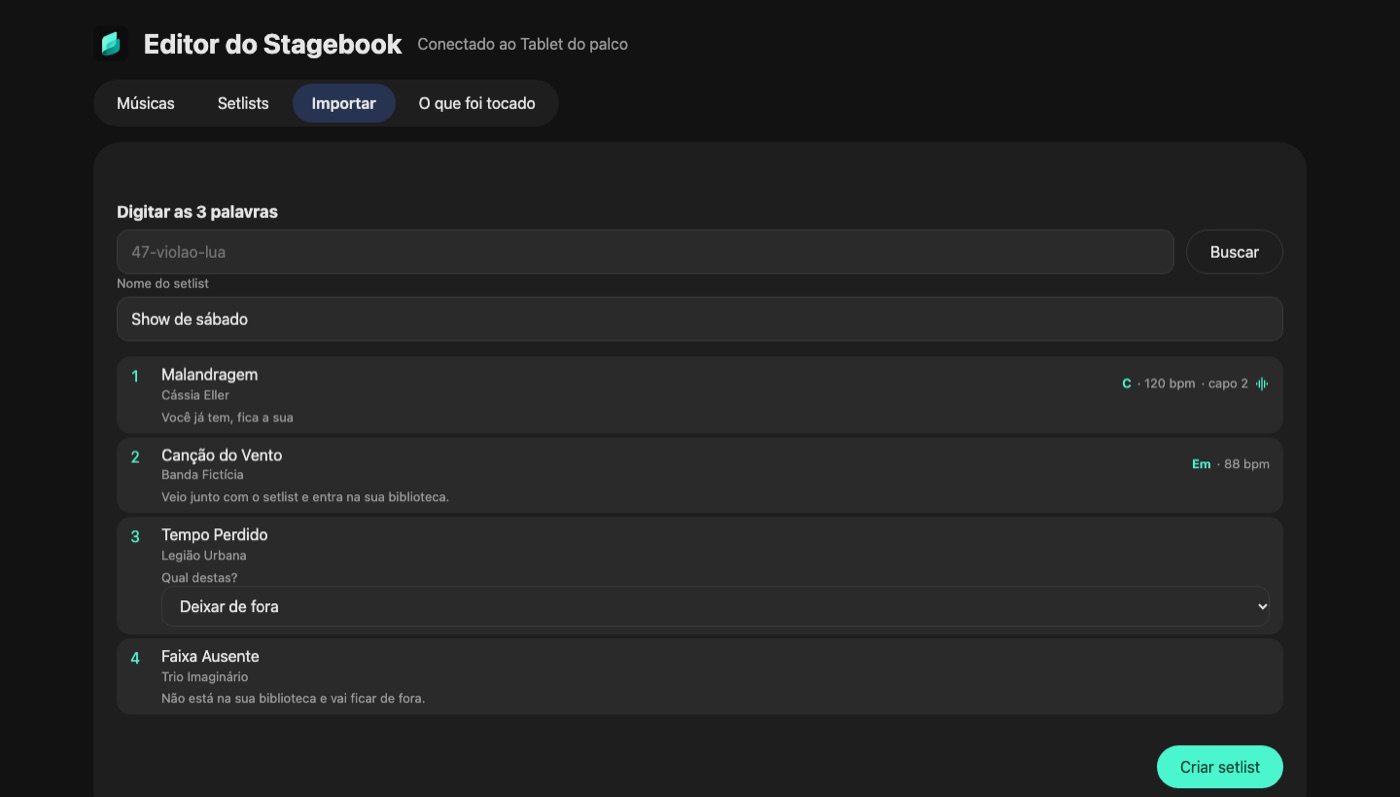 Editor do Stagebook Conectado ao Tablet do palco
Músicas Setlists Importar O que foi tocado
Digitar as 3 palavras
47-violao-lua Buscar
Nome do setlist
Show de sábado
1 Malandragem
Cássia Eller
C · 120 bpm · capo 2
Você já tem, fica a sua
2 Canção do Vento
Banda Fictícia
Em · 88 bpm
Veio junto com o setlist e entra na sua biblioteca.
3 Tempo Perdido
Legião Urbana
Qual destas?
Deixar de fora
4 Faixa Ausente
Trio Imaginário
Não está na sua biblioteca e vai ficar de fora.
Criar setlist